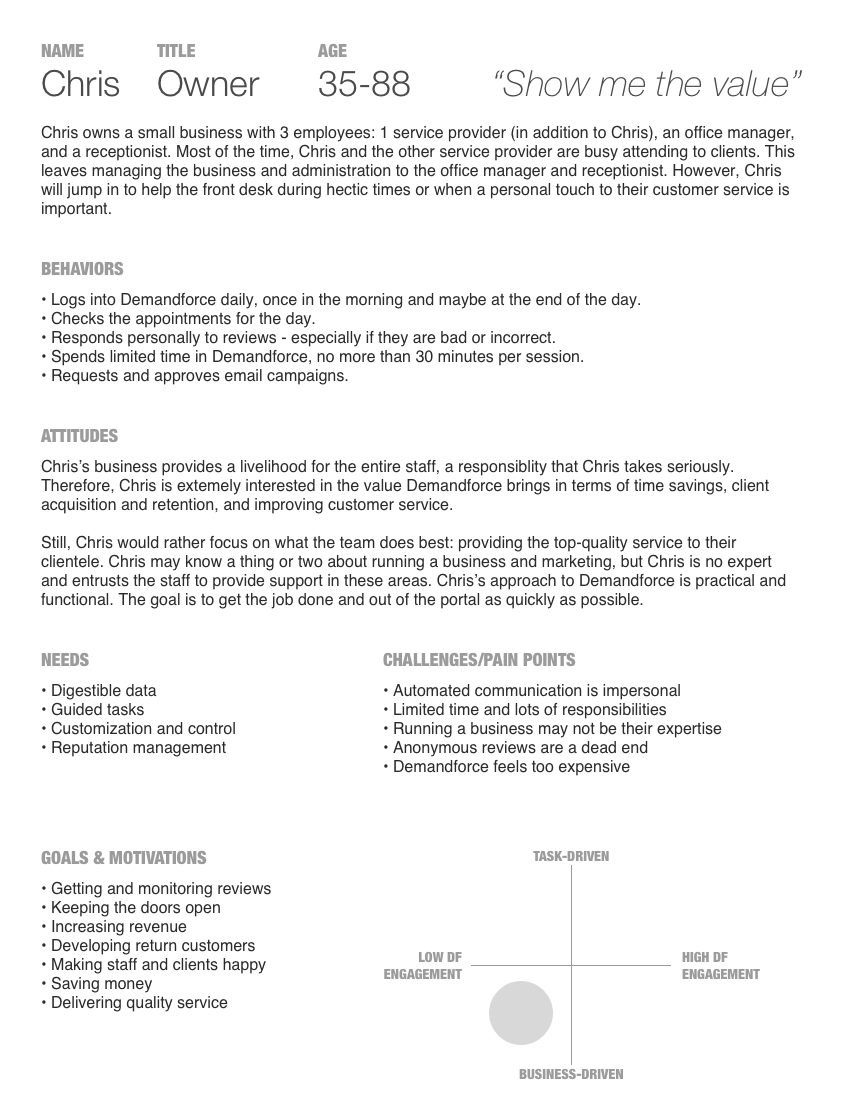 NAME TITLE AGE
Chris Owner 35-88 “Show me the value”
Chris owns a small business with 3 employees: 1 service provider (in addition to Chris), an office manager,
and a receptionist. Most of the time, Chris and the other service provider are busy attending to clients. This
leaves managing the business and administration to the office manager and receptionist. However, Chris
will jump in to help the front desk during hectic times or when a personal touch to their customer service is
important.
BEHAVIORS
• Logs into Demandforce daily, once in the morning and maybe at the end of the day.
• Checks the appointments for the day.
• Responds personally to reviews - especially if they are bad or incorrect.
• Spends limited time in Demandforce, no more than 30 minutes per session.
• Requests and approves email campaigns.
ATTITUDES
Chris’s business provides a livelihood for the entire staff, a responsiblity that Chris takes seriously.
Therefore, Chris is extemely interested in the value Demandforce brings in terms of time savings, client
acquisition and retention, and improving customer service.
Still, Chris would rather focus on what the team does best: providing the top-quality service to their
clientele. Chris may know a thing or two about running a business and marketing, but Chris is no expert
and entrusts the staff to provide support in these areas. Chris’s approach to Demandforce is practical and
functional. The goal is to get the job done and out of the portal as quickly as possible.
NEEDS
• Digestible data
• Guided tasks
• Customization and control
• Reputation management
CHALLENGES/PAIN POINTS
• Automated communication is impersonal
• Limited time and lots of responsibilities
• Running a business may not be their expertise
• Anonymous reviews are a dead end
• Demandforce feels too expensive
GOALS & MOTIVATIONS
• Getting and monitoring reviews
• Keeping the doors open
• Increasing revenue
• Developing return customers
• Making staff and clients happy
• Saving money
• Delivering quality service
TASK-DRIVEN
LOW DF
ENGAGEMENT
HIGH DF
ENGAGEMENT
BUSINESS-DRIVEN